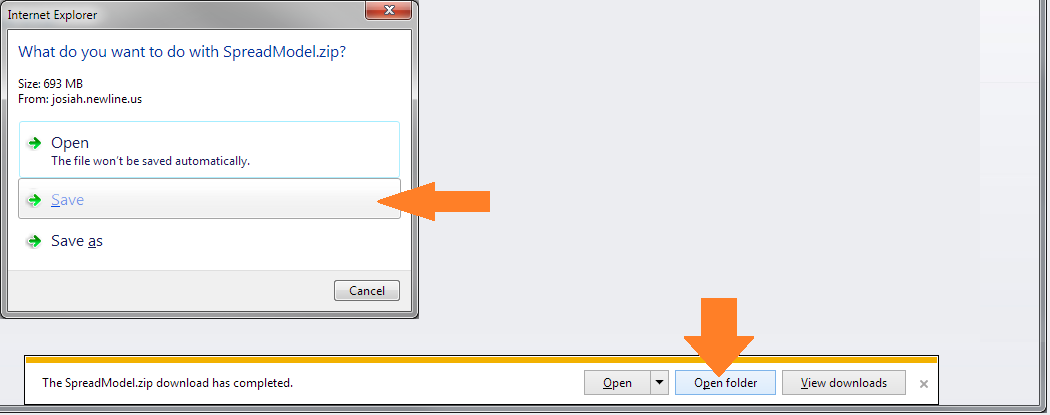 Internet Explorer
What do you want to do with SpreadModel.zip?
Size: 693 MB
From: josiah.newline.us
Open
The file won't be saved automatically.
Save
Save as
Cancel
The SpreadModel.zip download has completed.
Open
Open folder
View downloads